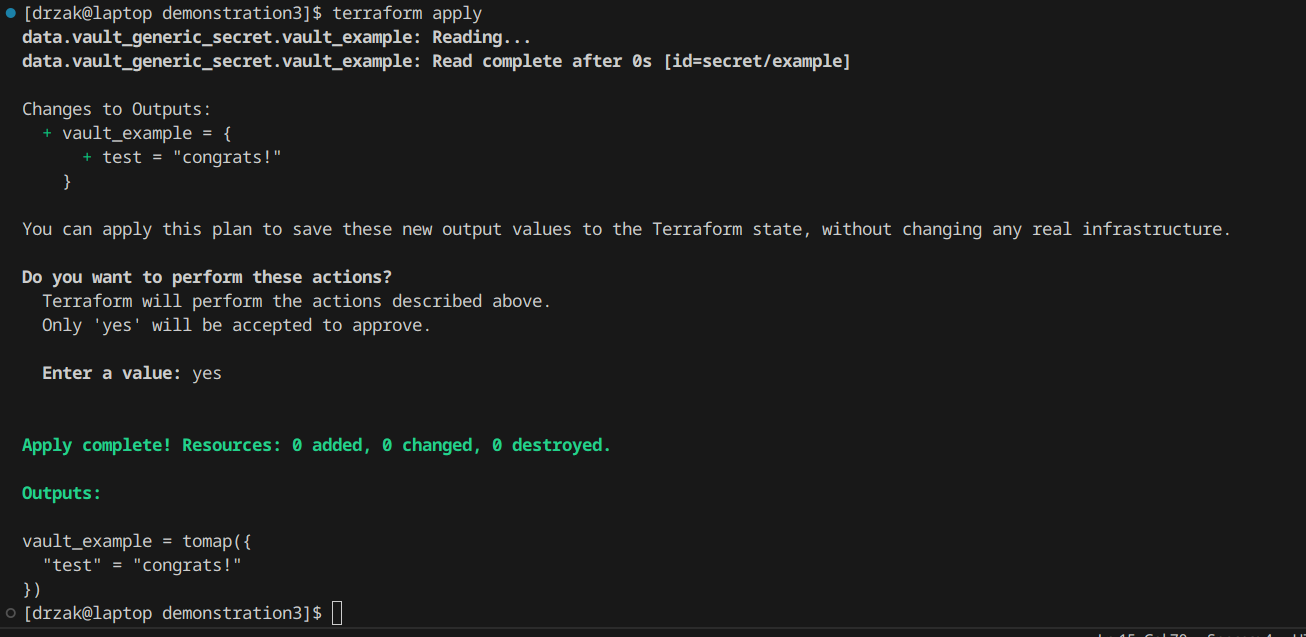 [drzak@laptop demonstration3]$ terraform apply
data.vault_generic_secret.vault_example: Reading...
data.vault_generic_secret.vault_example: Read complete after 0s [id=secret/example]
Changes to Outputs:
+ vault_example = {
+ test = "congrats!"
}
You can apply this plan to save these new output values to the Terraform state, without changing any real infrastructure.
Do you want to perform these actions?
Terraform will perform the actions described above.
Only 'yes' will be accepted to approve.
Enter a value: yes
Apply complete! Resources: 0 added, 0 changed, 0 destroyed.
Outputs:
vault_example = tomap({
"test" = "congrats!"
})
[drzak@laptop demonstration3]$